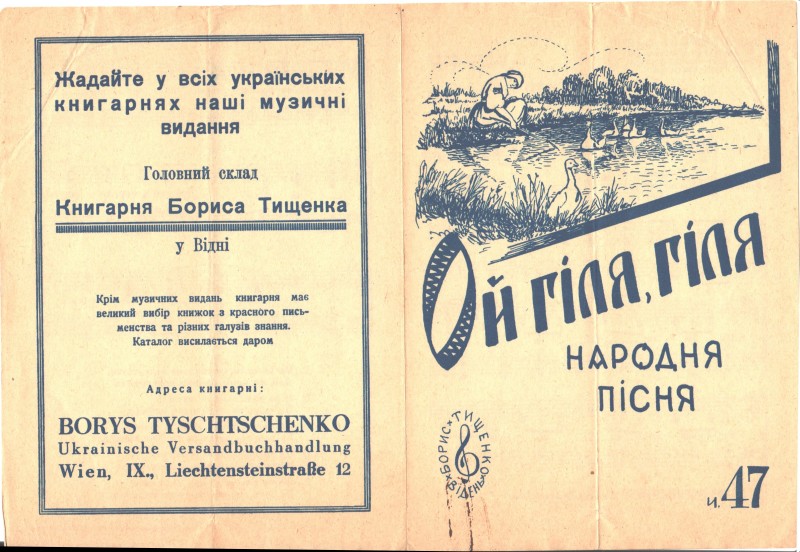 Жадайте у всіх українських
книгарнях наші музичні
видання
Головний склад
Книгарня Бориса Тищенка
у Відні
Крім музичних видань книгарня має
великий вибір книжок з красного пись-
менства та різних галузів знання.
Каталог висилається даром
Адреса книгарні:
BORYS TYSCHTSCHENKO
Ukrainische Versandbuchhandlung
Wien, IX., Liechtensteinstraße 12
Ой гіля, гіля
НАРОДНЯ
ПІСНЯ
БОРИС ТИЩЕНКО
ВІДЕНЬ
ч. 47